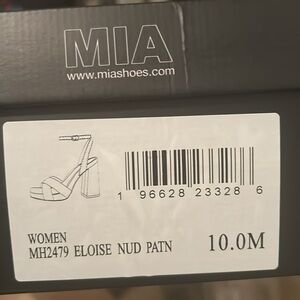 MIA
www.miashoes.com
1 96628 23328 6
WOMEN
MH2479 ELOISE NUD PATN 10.0M